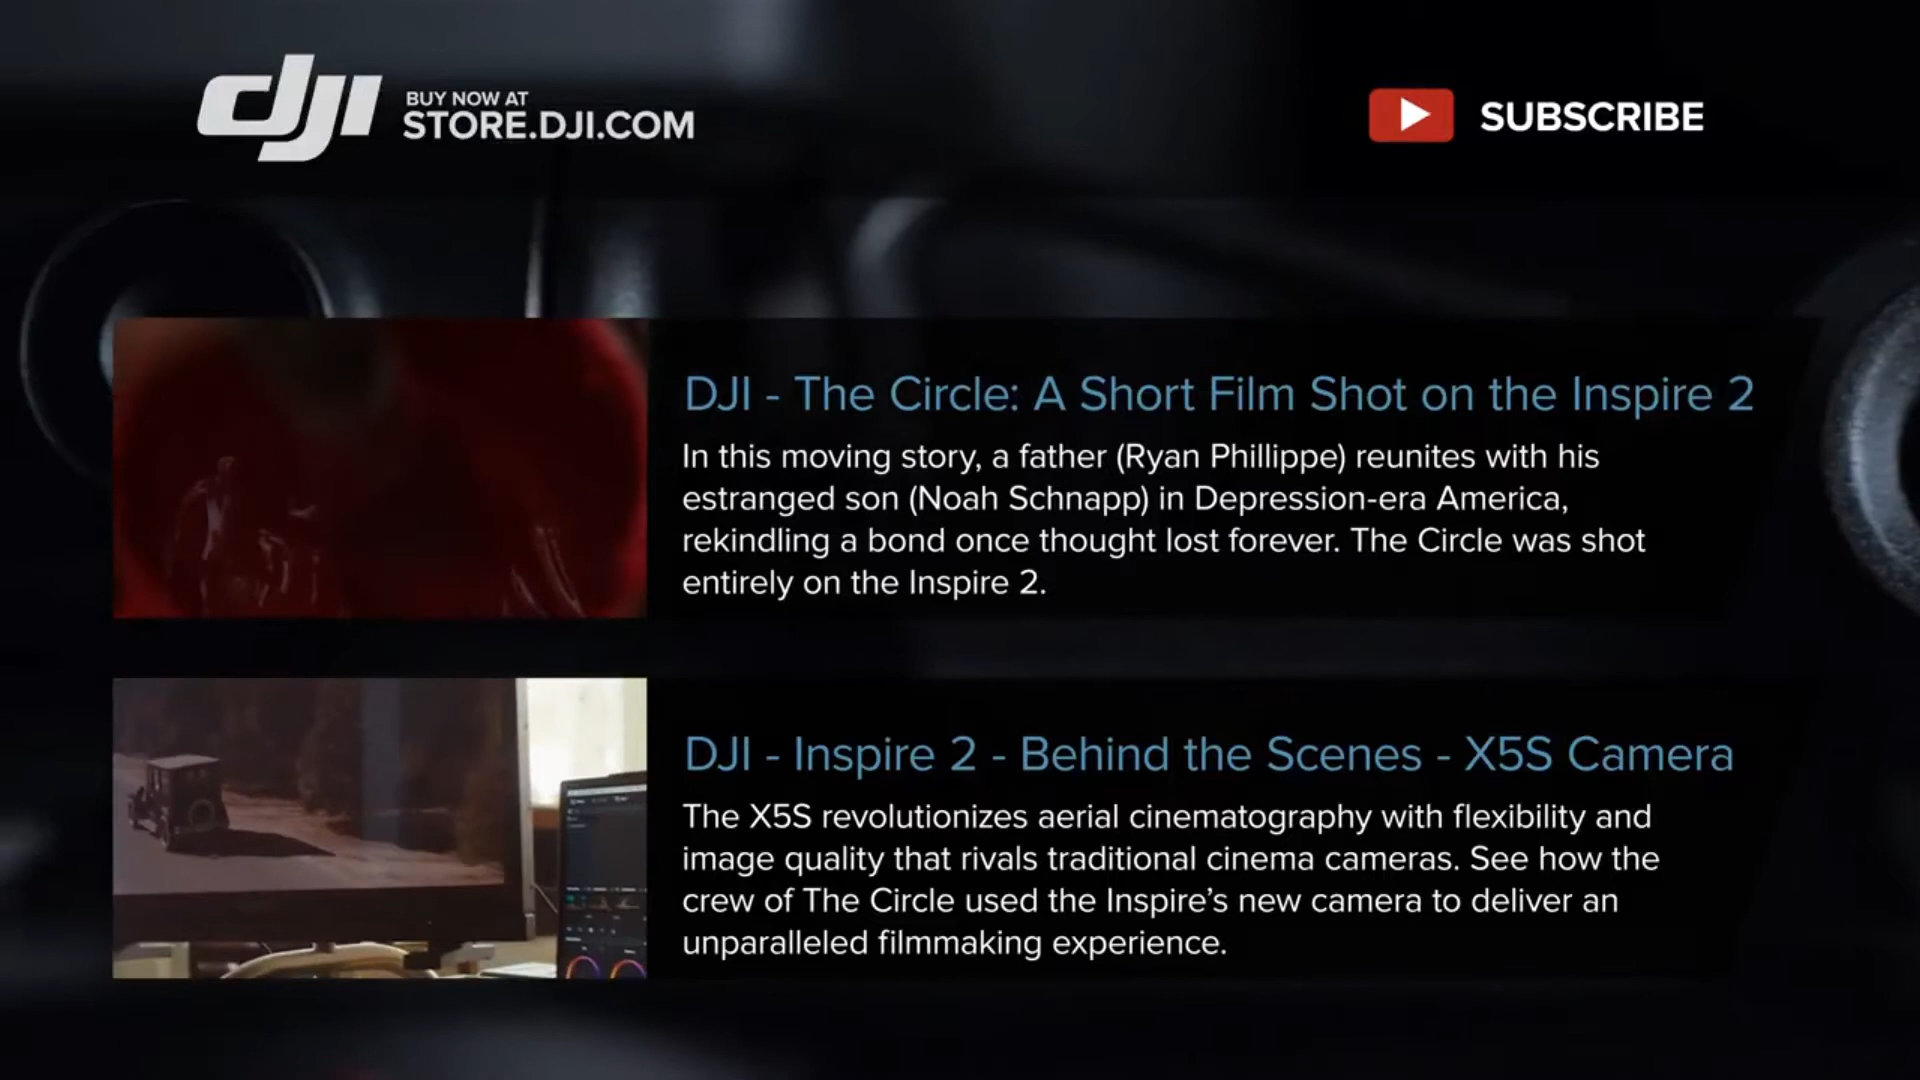 dji
BUY NOW AT
STORE.DJI.COM
SUBSCRIBE
DJI - The Circle: A Short Film Shot on the Inspire 2
In this moving story, a father (Ryan Phillippe) reunites with his
estranged son (Noah Schnapp) in Depression-era America,
rekindling a bond once thought lost forever. The Circle was shot
entirely on the Inspire 2.
DJI - Inspire 2 - Behind the Scenes - X5S Camera
The X5S revolutionizes aerial cinematography with flexibility and
image quality that rivals traditional cinema cameras. See how the
crew of The Circle used the Inspire’s new camera to deliver an
unparalleled filmmaking experience.